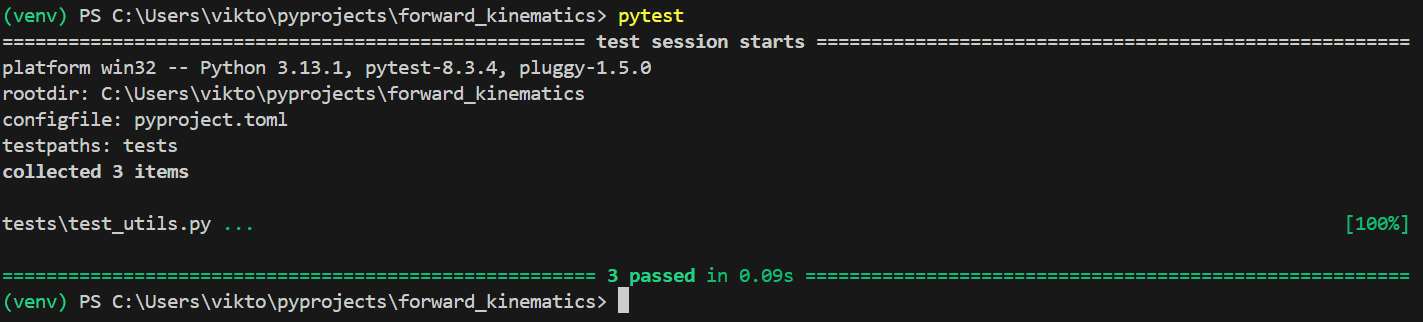 (venv) PS C:\Users\vikto\pyprojects\forward_kinematics> pytest
===================================================== test session starts ======================================================
platform win32 -- Python 3.13.1, pytest-8.3.4, pluggy-1.5.0
rootdir: C:\Users\vikto\pyprojects\forward_kinematics
configfile: pyproject.toml
testpaths: tests
collected 3 items
tests\test_utils.py ... [100%]
====================================================== 3 passed in 0.09s =======================================================
(venv) PS C:\Users\vikto\pyprojects\forward_kinematics>